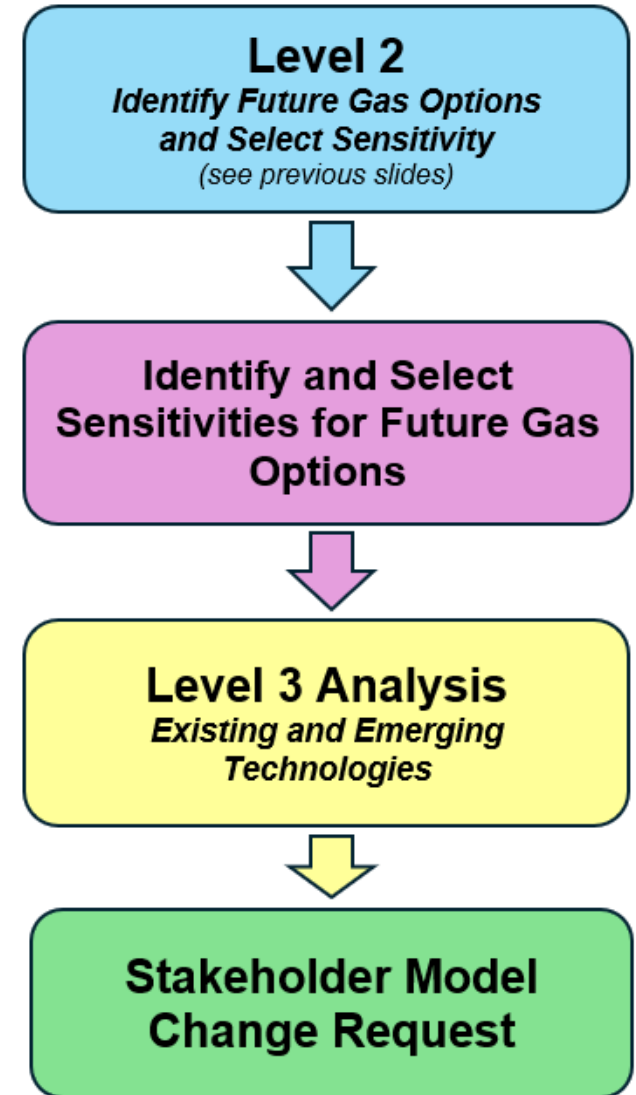 Level 2
Identify Future Gas Options
and Select Sensitivity
(see previous slides)
Identify and Select
Sensitivities for Future Gas
Options
Level 3 Analysis
Existing and Emerging
Technologies
Stakeholder Model
Change Request